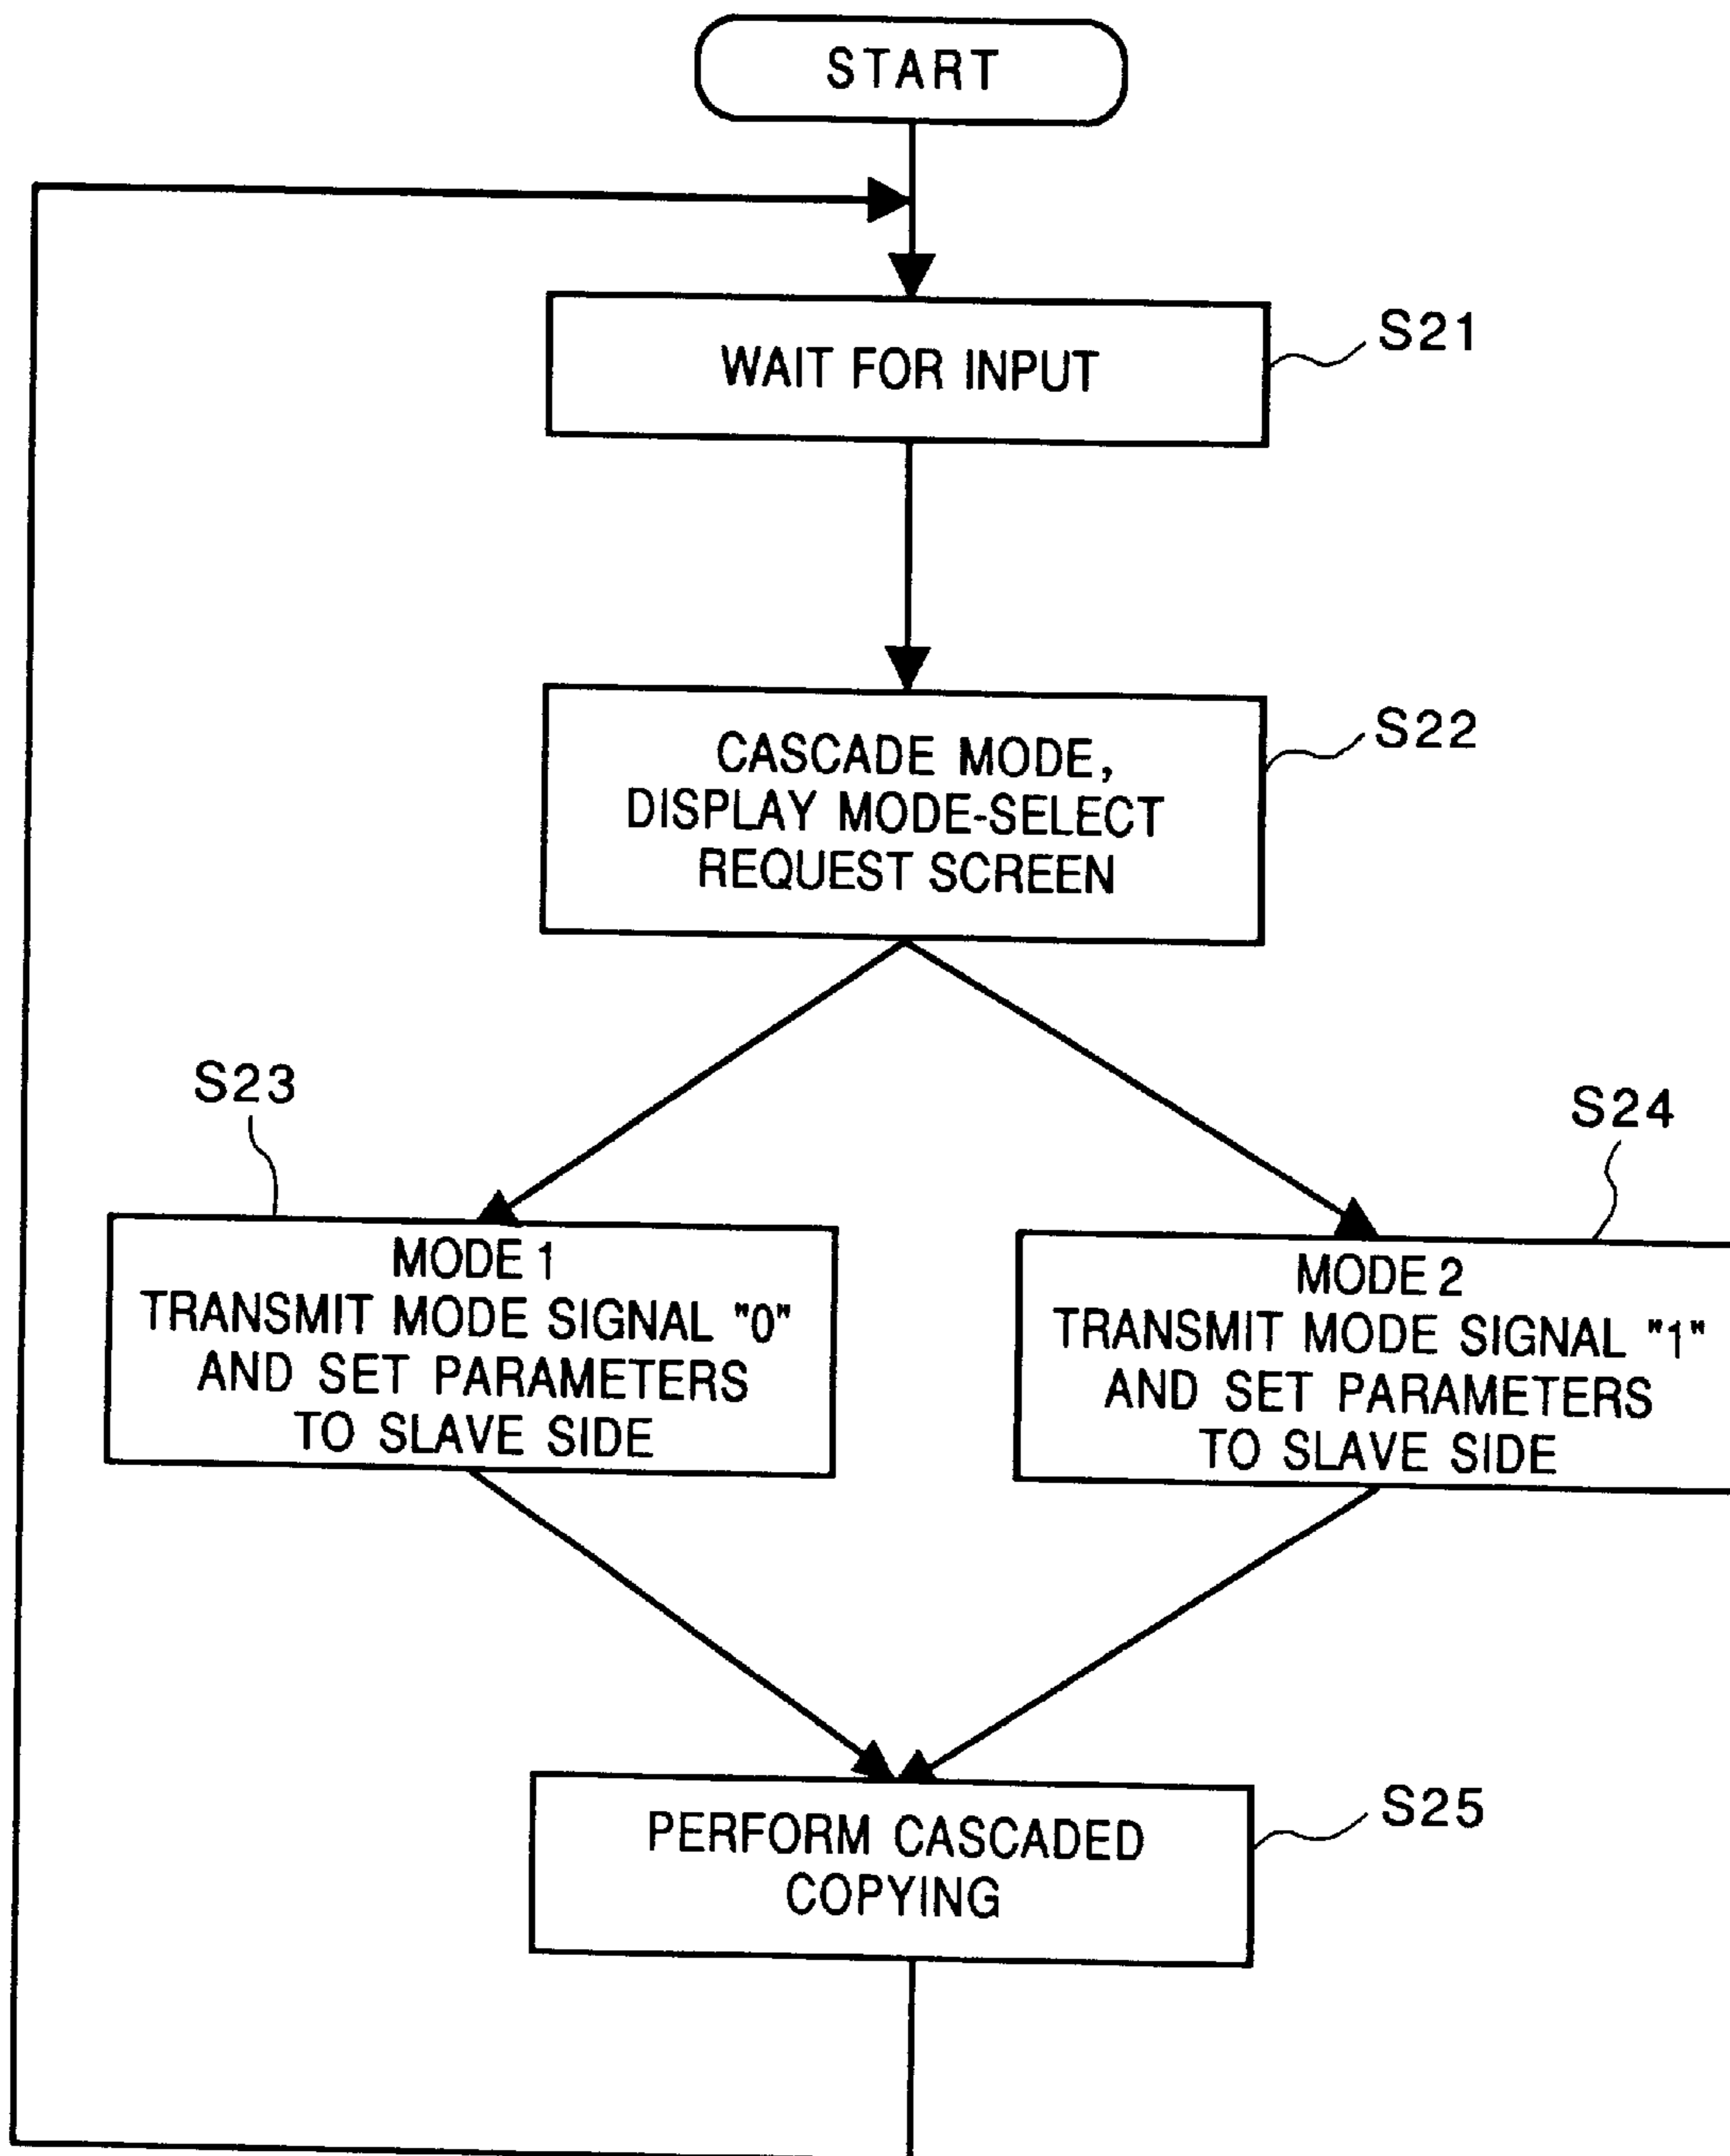 START
WAIT FOR INPUT
S21
CASCADE MODE,
DISPLAY MODE-SELECT
REQUEST SCREEN
S22
S23
MODE 1
TRANSMIT MODE SIGNAL "0"
AND SET PARAMETERS
TO SLAVE SIDE
S24
MODE 2
TRANSMIT MODE SIGNAL "1"
AND SET PARAMETERS
TO SLAVE SIDE
PERFORM CASCADED
COPYING
S25